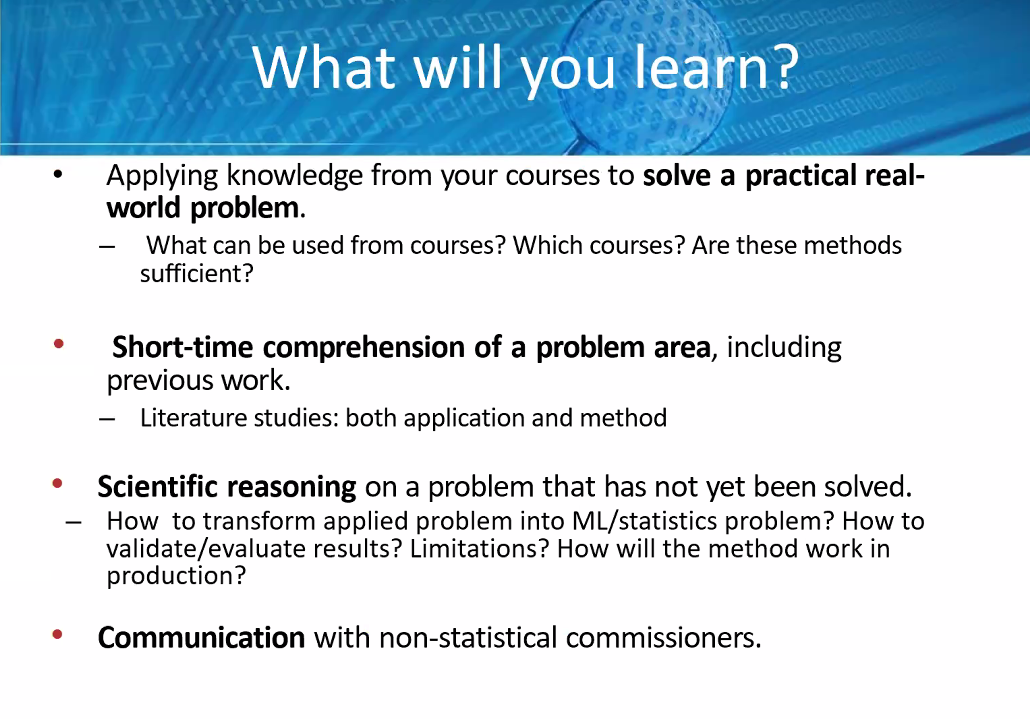 What will you learn?
• Applying knowledge from your courses to solve a practical real-
world problem.
– What can be used from courses? Which courses? Are these methods
sufficient?
• Short-time comprehension of a problem area, including
previous work.
– Literature studies: both application and method
• Scientific reasoning on a problem that has not yet been solved.
– How to transform applied problem into ML/statistics problem? How to
validate/evaluate results? Limitations? How will the method work in
production?
• Communication with non-statistical commissioners.